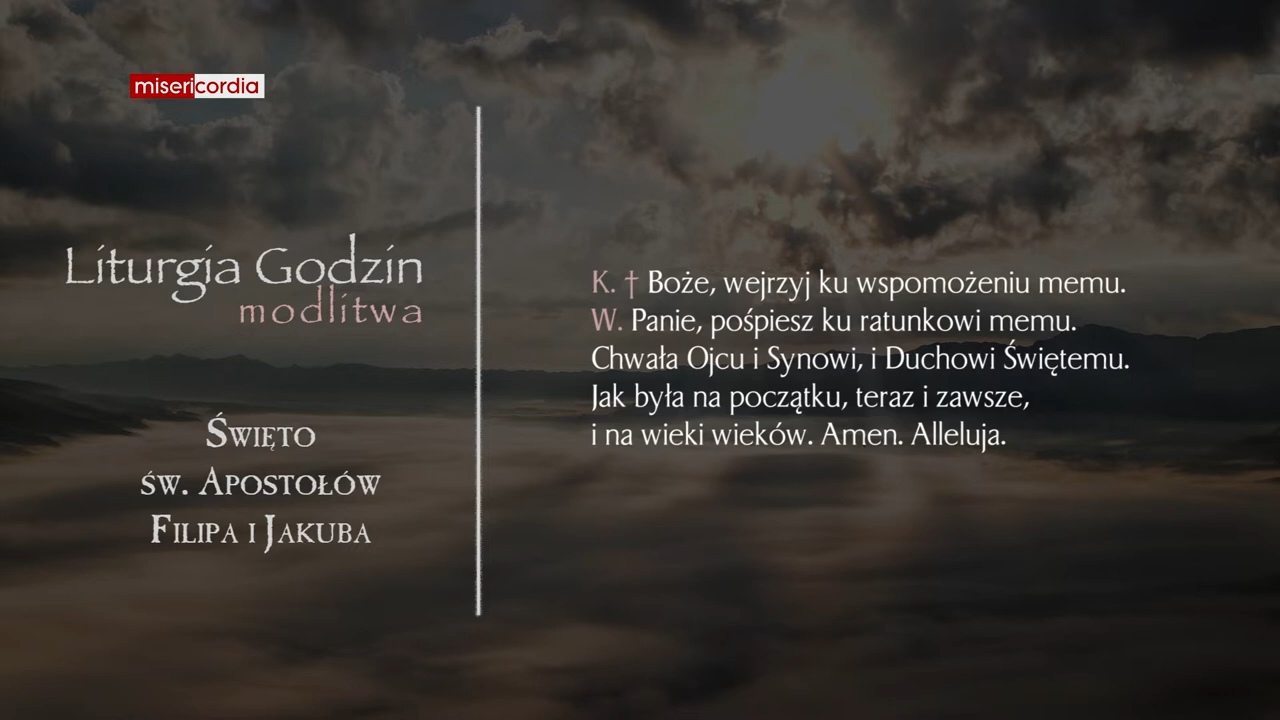 misericordia
Liturgia Godzin
modlitwa
Święto
św. Apostołów
Filipa i Jakuba
K. † Boże, wejrzyj ku wspomożeniu memu.
W. Panie, pośpiesz ku ratunkowi memu.
Chwała Ojcu i Synowi, i Duchowi Świętemu.
Jak była na początku, teraz i zawsze,
i na wieki wieków. Amen. Alleluja.